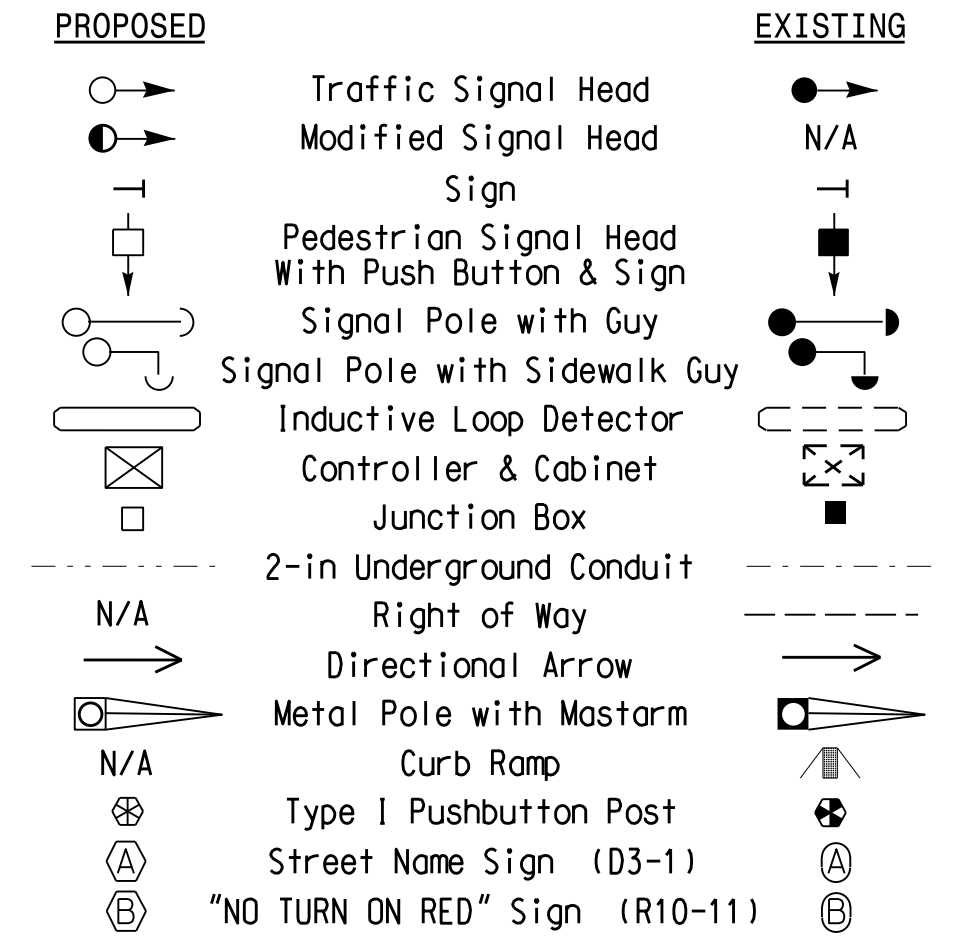 PROPOSED EXISTING
Traffic Signal Head
Modified Signal Head N/A
Sign
Pedestrian Signal Head
With Push Button & Sign
Signal Pole with Guy
Signal Pole with Sidewalk Guy
Inductive Loop Detector
Controller & Cabinet
Junction Box
2-in Underground Conduit
N/A Right of Way
Directional Arrow
Metal Pole with Mastarm
N/A Curb Ramp
Type I Pushbutton Post
A Street Name Sign (D3-1) A
B "NO TURN ON RED" Sign (R10-11) B